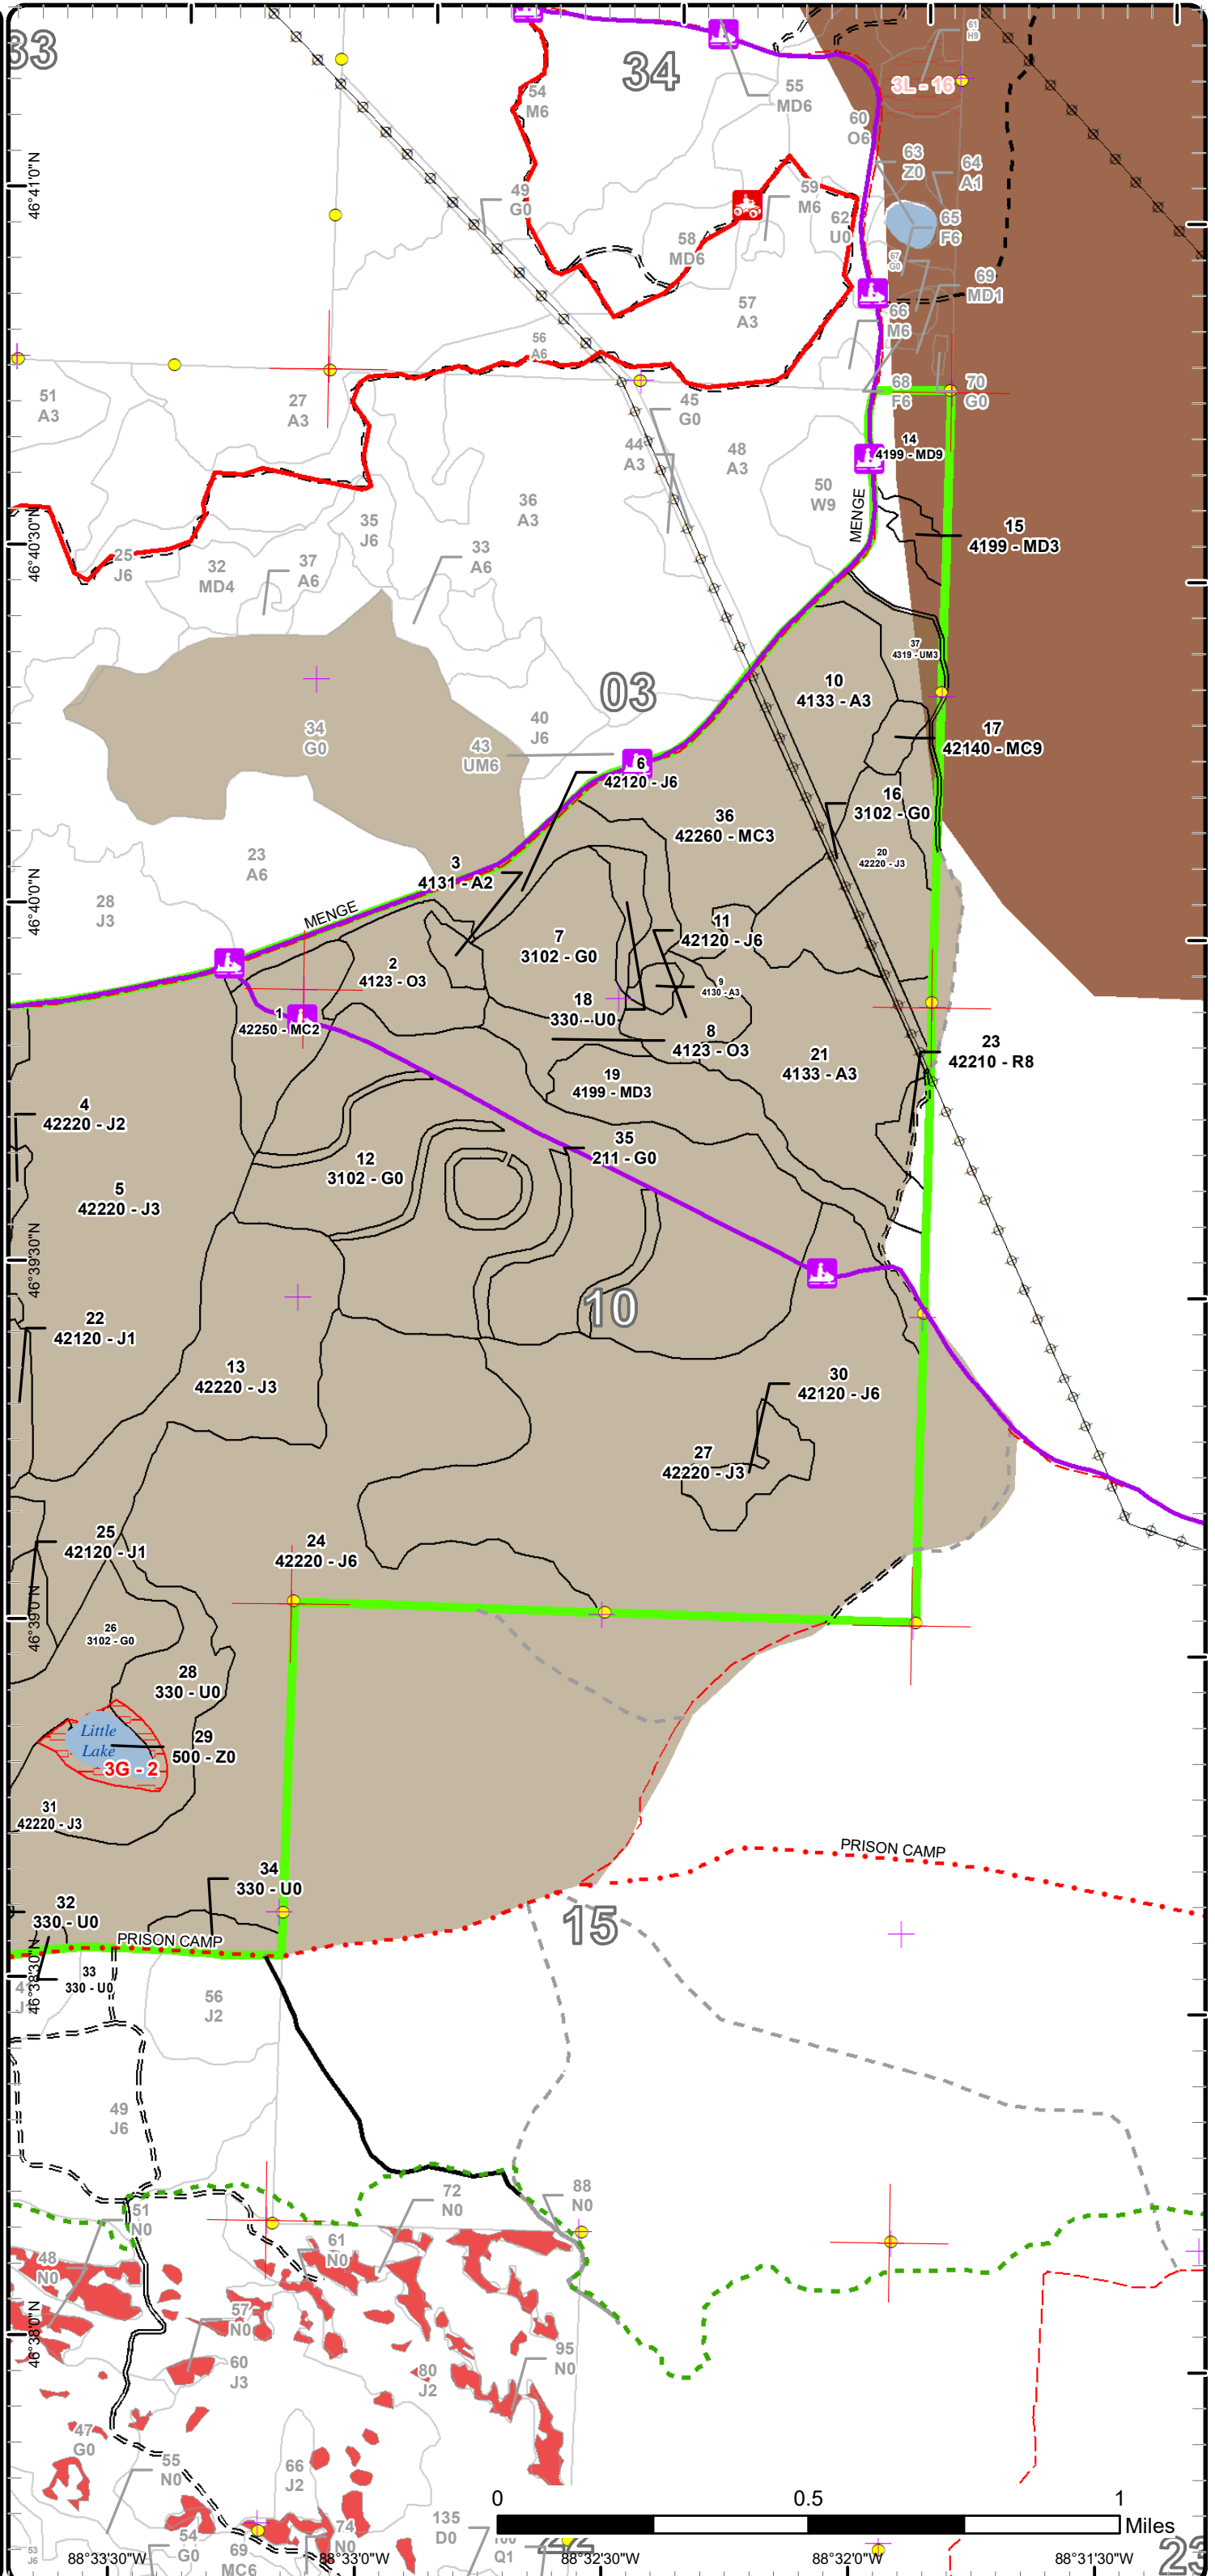 33
34
61
H9
3L - 16
54
M6
55
MD6
60
O6
63
Z0
64
A1
49
G0
59
M6
62
U0
65
F6
58
MD6
67
G0
69
MD1
57
A3
66
M6
46°41'0"N
56
A6
51
A3
27
A3
45
G0
68
F6
70
G0
44
A3
48
A3
14
4199 - MD9
36
A3
50
W9
MENGE
35
J6
15
4199 - MD3
46°40'30"N
25
J6
32
MD4
37
A6
33
A6
37
4319 - UM3
03
10
4133 - A3
34
G0
40
J6
43
UM6
17
42140 - MC9
6
42120 - J6
16
3102 - G0
36
42260 - MC3
20
42220 - J3
23
A6
3
4131 - A2
28
J3
46°40'0"N
MENGE
7
3102 - G0
11
42120 - J6
2
4123 - O3
9
4130 - A3
18
330 - U0
1
42250 - MC2
8
4123 - O3
23
42210 - R8
21
4133 - A3
19
4199 - MD3
4
42220 - J2
35
211 - G0
12
3102 - G0
5
42220 - J3
46°39'30"N
10
22
42120 - J1
13
42220 - J3
30
42120 - J6
27
42220 - J3
25
42120 - J1
24
42220 - J6
46°39'0"N
26
3102 - G0
28
330 - U0
Little
Lake
29
500 - Z0
3G - 2
31
42220 - J3
PRISON CAMP
34
330 - U0
32
330 - U0
15
PRISON CAMP
33
330 - U0
46°38'30"N
56
J2
49
J6
72
N0
88
N0
51
N0
61
N0
48
N0
57
N0
46°38'0"N
60
J3
80
J2
95
N0
47
G0
55
N0
66
J2
0
0.5
1
Miles
135
D0
74
N0
54
G0
69
MC6
53
J6
Q1
22
23
88°33'30"W
88°33'0"W
88°32'30"W
88°32'0"W
88°31'30"W